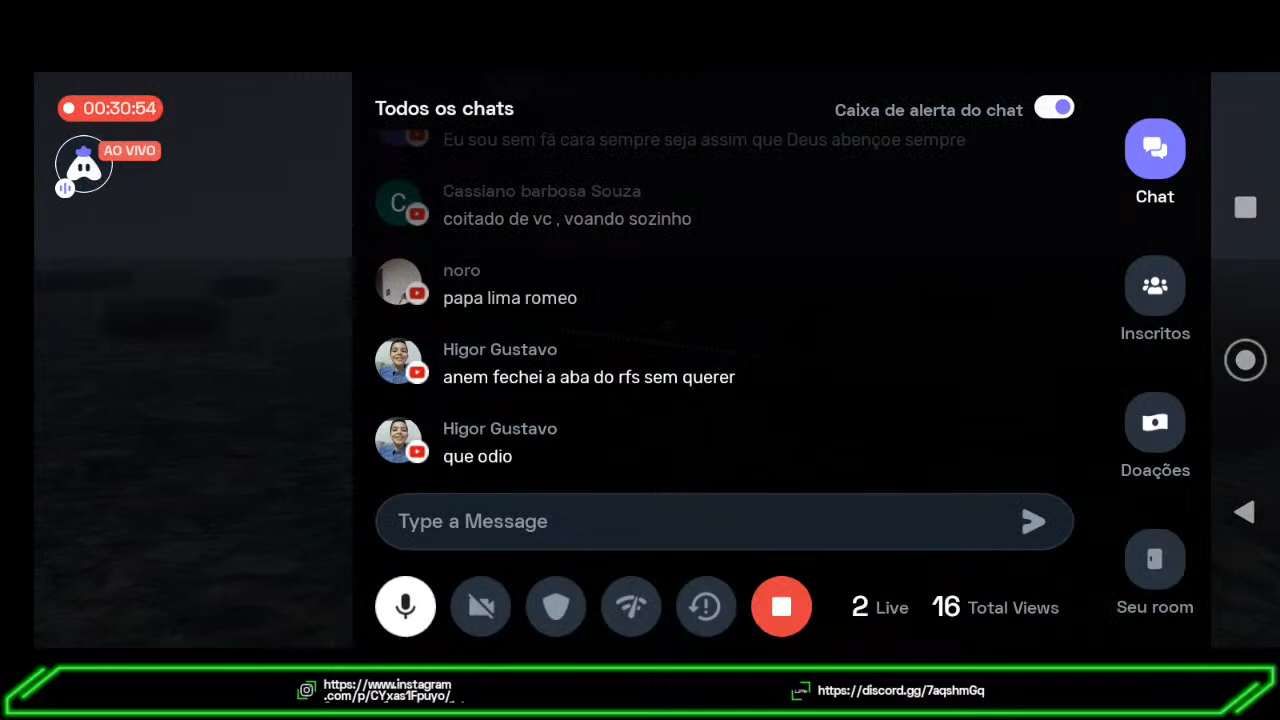 00:30:54
AO VIVO
Todos os chats
Caixa de alerta do chat
Eu sou sem fã cara sempre seja assim que Deus abençoe sempre
C
Cassiano barbosa Souza
coitado de vc , voando sozinho
noro
papa lima romeo
Higor Gustavo
anem fechei a aba do rfs sem querer
Higor Gustavo
que odio
Type a Message
2 Live
16 Total Views
Chat
Inscritos
Doações
Seu room
https://www.instagram
.com/p/CYxas1Fpuyo/
https://discord.gg/7aqshmGq